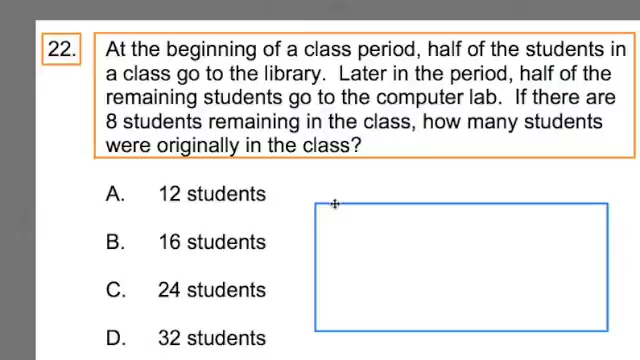 22. At the beginning of a class period, half of the students in
a class go to the library. Later in the period, half of the
remaining students go to the computer lab. If there are
8 students remaining in the class, how many students
were originally in the class?
A. 12 students
B. 16 students
C. 24 students
D. 32 students